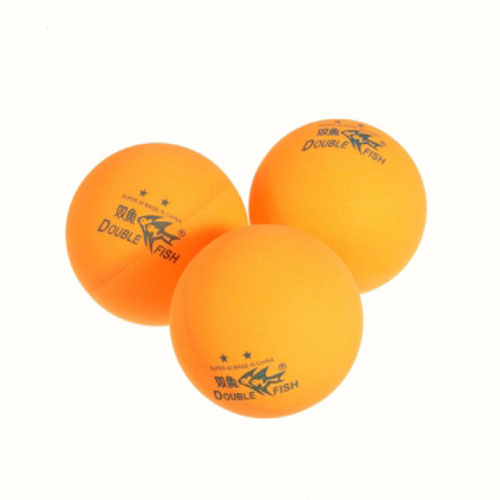 ★ ★
SUPER 40 MADE IN CHINA
双鱼
DOUBLE FISH
®
★ ★
双鱼
DOUBLE FISH
★ ★
SUPER 40 MADE IN CHINA
双鱼
DOUBLE FISH
®